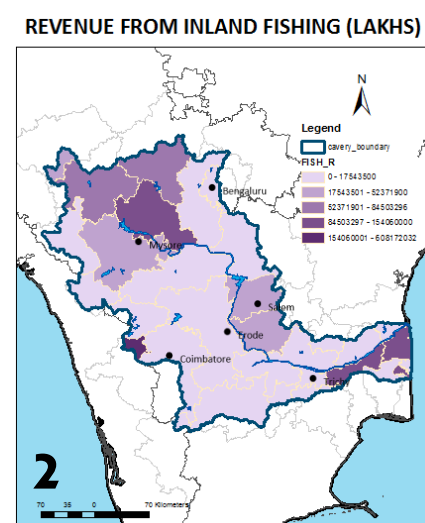 REVENUE FROM INLAND FISHING (LAKHS)
N
Legend
cavery_boundary
FISH_R
0 - 17543500
17543501 - 52371900
52371901 - 84503296
84503297 - 154060000
154060001 - 608172032
Bengaluru
Mysore
Salem
Erode
Coimbatore
Trichy
2
70 35 0 70 Kilometers